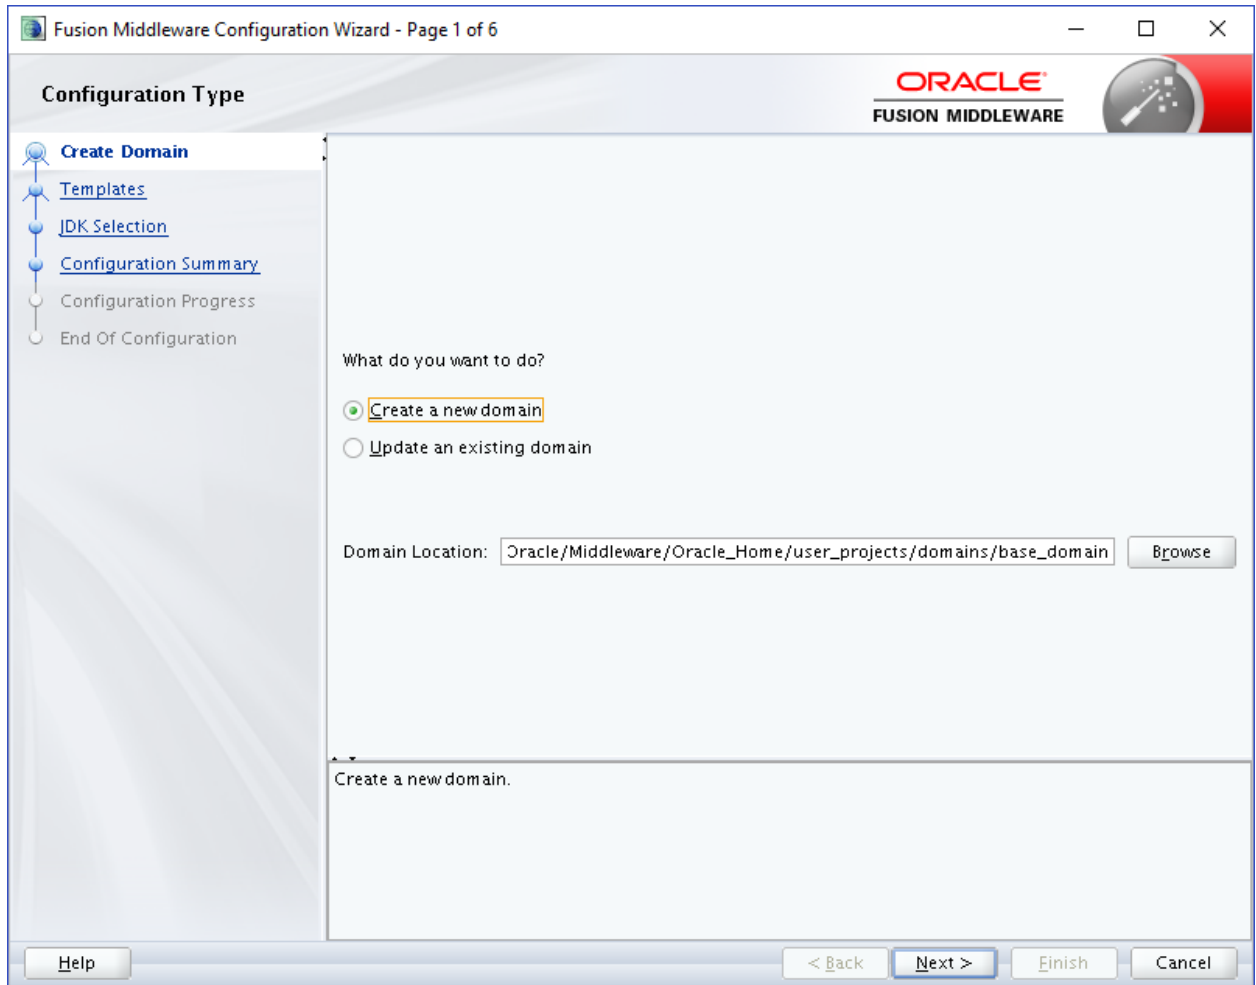 Fusion Middleware Configuration Wizard - Page 1 of 6
Configuration Type
ORACLE
FUSION MIDDLEWARE
Create Domain
Templates
JDK Selection
Configuration Summary
Configuration Progress
End Of Configuration
What do you want to do?
Create a new domain
Update an existing domain
Domain Location: Oracle/Middleware/Oracle_Home/user_projects/domains/base_domain Browse
Create a new domain.
Help < Back Next > Finish Cancel